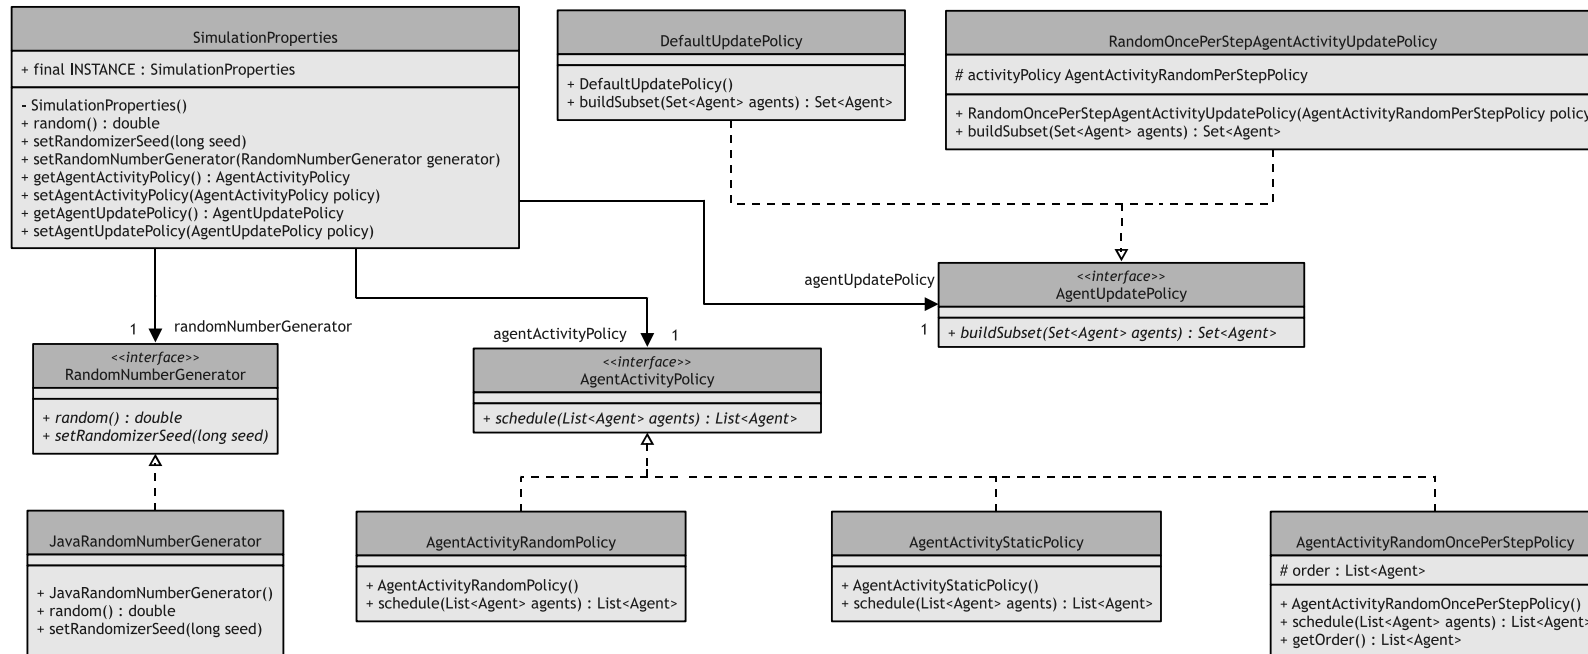 SimulationProperties
+ final INSTANCE : SimulationProperties
- SimulationProperties()
+ random() : double
+ setRandomizerSeed(long seed)
+ setRandomNumberGenerator(RandomNumberGenerator generator)
+ getAgentActivityPolicy() : AgentActivityPolicy
+ setAgentActivityPolicy(AgentActivityPolicy policy)
+ getAgentUpdatePolicy() : AgentUpdatePolicy
+ setAgentUpdatePolicy(AgentUpdatePolicy policy)
DefaultUpdatePolicy
+ DefaultUpdatePolicy()
+ buildSubset(Set<Agent> agents) : Set<Agent>
RandomOncePerStepAgentActivityUpdatePolicy
# activityPolicy AgentActivityRandomPerStepPolicy
+ RandomOncePerStepAgentActivityUpdatePolicy(AgentActivityRandomPerStepPolicy policy
+ buildSubset(Set<Agent> agents) : Set<Agent>
agentUpdatePolicy
1
<<interface>>
AgentUpdatePolicy
+ buildSubset(Set<Agent> agents) : Set<Agent>
1
randomNumberGenerator
<<interface>>
RandomNumberGenerator
+ random() : double
+ setRandomizerSeed(long seed)
agentActivityPolicy
1
<<interface>>
AgentActivityPolicy
+ schedule(List<Agent> agents) : List<Agent>
JavaRandomNumberGenerator
+ JavaRandomNumberGenerator()
+ random() : double
+ setRandomizerSeed(long seed)
AgentActivityRandomPolicy
+ AgentActivityRandomPolicy()
+ schedule(List<Agent> agents) : List<Agent>
AgentActivityStaticPolicy
+ AgentActivityStaticPolicy()
+ schedule(List<Agent> agents) : List<Agent>
AgentActivityRandomOncePerStepPolicy
# order : List<Agent>
+ AgentActivityRandomOncePerStepPolicy()
+ schedule(List<Agent> agents) : List<Agent>
+ getOrder() : List<Agent>